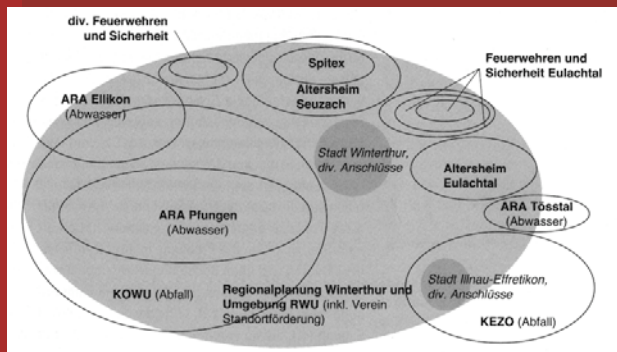 div. Feuerwehren
und Sicherheit
Spitex
Altersheim
Seuzach
Feuerwehren und
Sicherheit Eulachtal
ARA Ellikon
(Abwasser)
Stadt Winterthur,
div. Anschlüsse
Altersheim
Eulachtal
ARA Pfungen
(Abwasser)
ARA Tösstal
(Abwasser)
KOWU (Abfall)
Regionalplanung Winterthur und
Umgebung RWU (inkl. Verein
Standortförderung)
Stadt Illnau-Effretikon,
div. Anschlüsse
KEZO (Abfall)